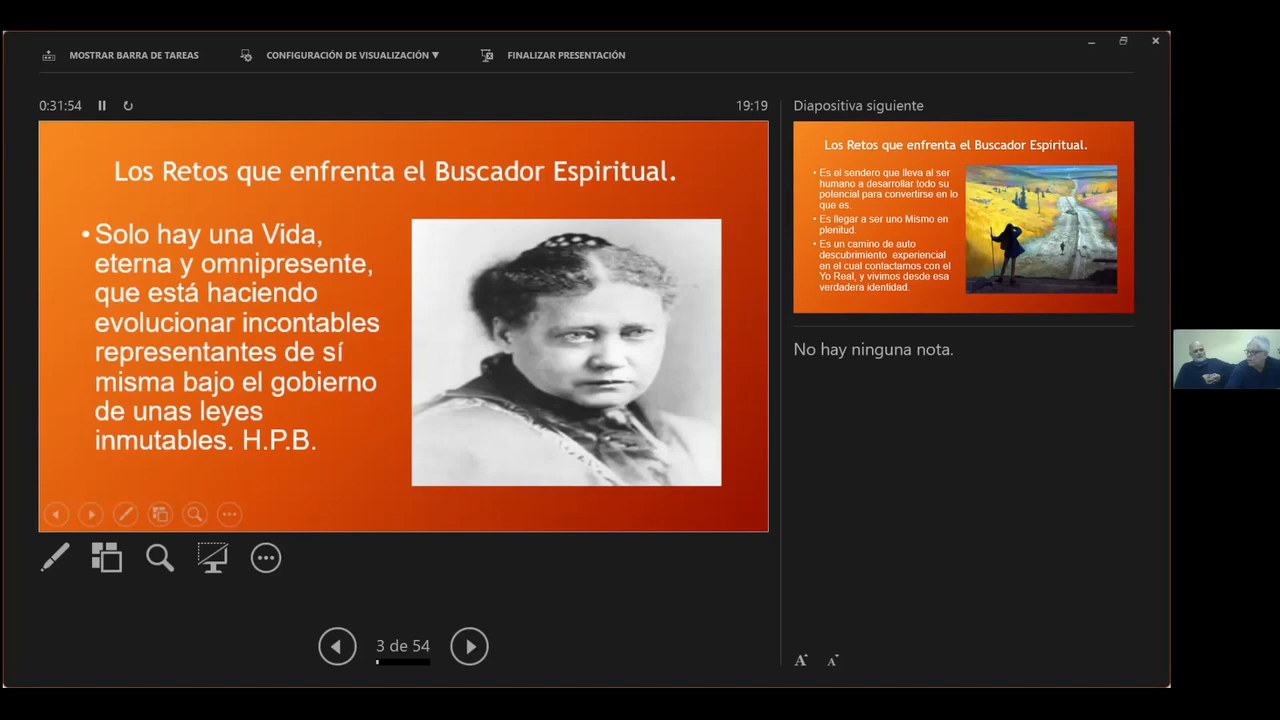 MOSTRAR BARRA DE TAREAS
CONFIGURACIÓN DE VISUALIZACIÓN ▼
FINALIZAR PRESENTACIÓN
0:31:54
19:19
Los Retos que enfrenta el Buscador Espiritual.
• Solo hay una Vida,
eterna y omnipresente,
que está haciendo
evolucionar incontables
representantes de sí
misma bajo el gobierno
de unas leyes
inmutables. H.P.B.
3 de 54
Diapositiva siguiente
Los Retos que enfrenta el Buscador Espiritual.
• Es el sendero que lleva al ser
humano a desarrollar todo su
potencial para convertirse en lo
que es.
• Es llegar a ser uno Mismo en
plenitud.
• Es un camino de auto
descubrimiento experiencial
en el cual contactamos con el
Yo Real, y vivimos desde esa
verdadera identidad.
No hay ninguna nota.
A A